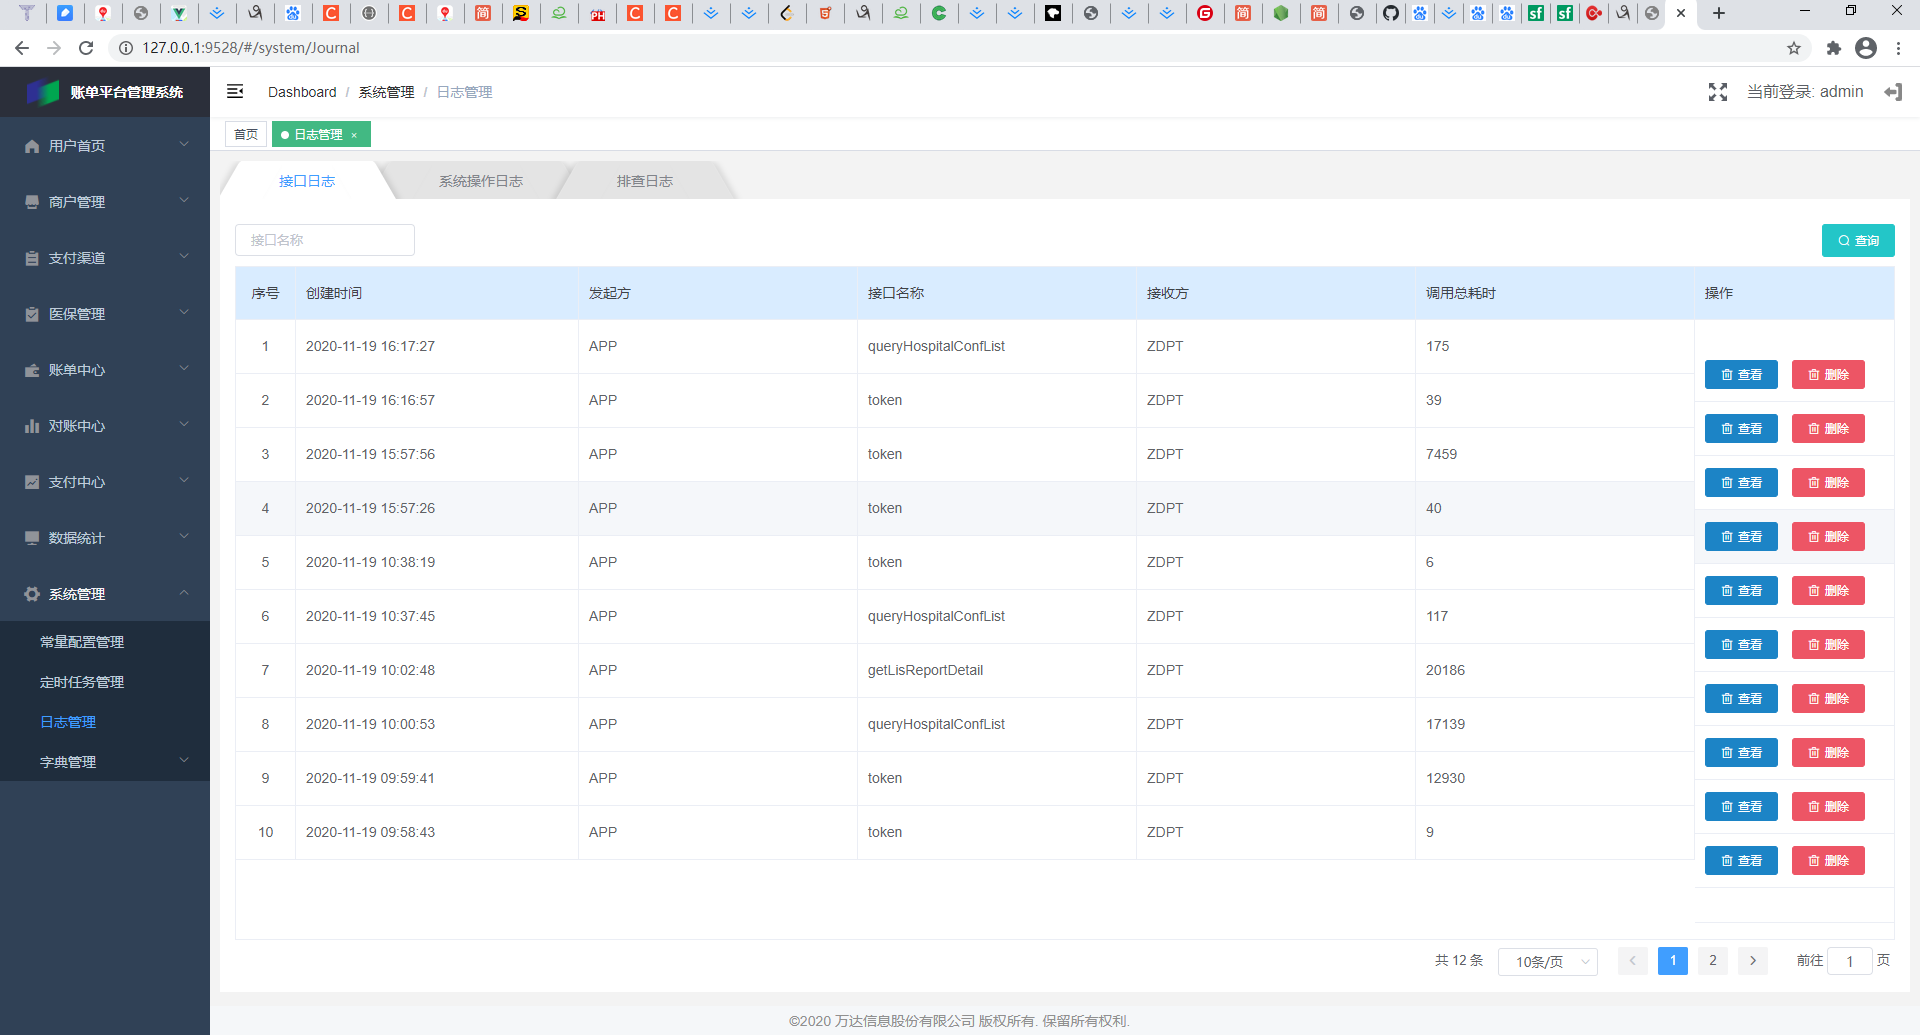 127.0.0.1:9528/#/system/Journal
账单平台管理系统
Dashboard / 系统管理 / 日志管理
当前登录: admin
首页
日志管理 ×
用户首页
商户管理
支付渠道
医保管理
账单中心
对账中心
支付中心
数据统计
系统管理
常量配置管理
定时任务管理
日志管理
字典管理
接口日志 系统操作日志 排查日志
接口名称
查询
序号 创建时间 发起方 接口名称 接收方 调用总耗时 操作
1 2020-11-19 16:17:27 APP queryHospitalConfList ZDPT 175 查看 删除
2 2020-11-19 16:16:57 APP token ZDPT 39 查看 删除
3 2020-11-19 15:57:56 APP token ZDPT 7459 查看 删除
4 2020-11-19 15:57:26 APP token ZDPT 40 查看 删除
5 2020-11-19 10:38:19 APP token ZDPT 6 查看 删除
6 2020-11-19 10:37:45 APP queryHospitalConfList ZDPT 117 查看 删除
7 2020-11-19 10:02:48 APP getLisReportDetail ZDPT 20186 查看 删除
8 2020-11-19 10:00:53 APP queryHospitalConfList ZDPT 17139 查看 删除
9 2020-11-19 09:59:41 APP token ZDPT 12930 查看 删除
10 2020-11-19 09:58:43 APP token ZDPT 9 查看 删除
共 12 条 10条/页 1 2 前往 1 页
©2020 万达信息股份有限公司 版权所有. 保留所有权利.